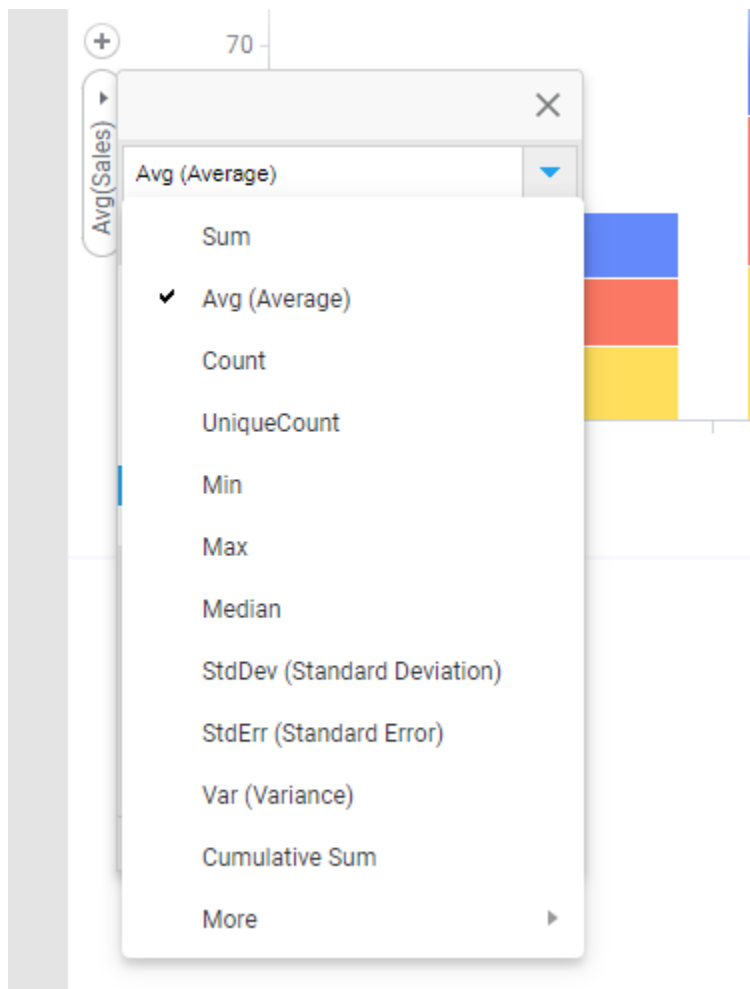 70
Avg(Sales)
Avg (Average)
Sum
Avg (Average)
Count
UniqueCount
Min
Max
Median
StdDev (Standard Deviation)
StdErr (Standard Error)
Var (Variance)
Cumulative Sum
More